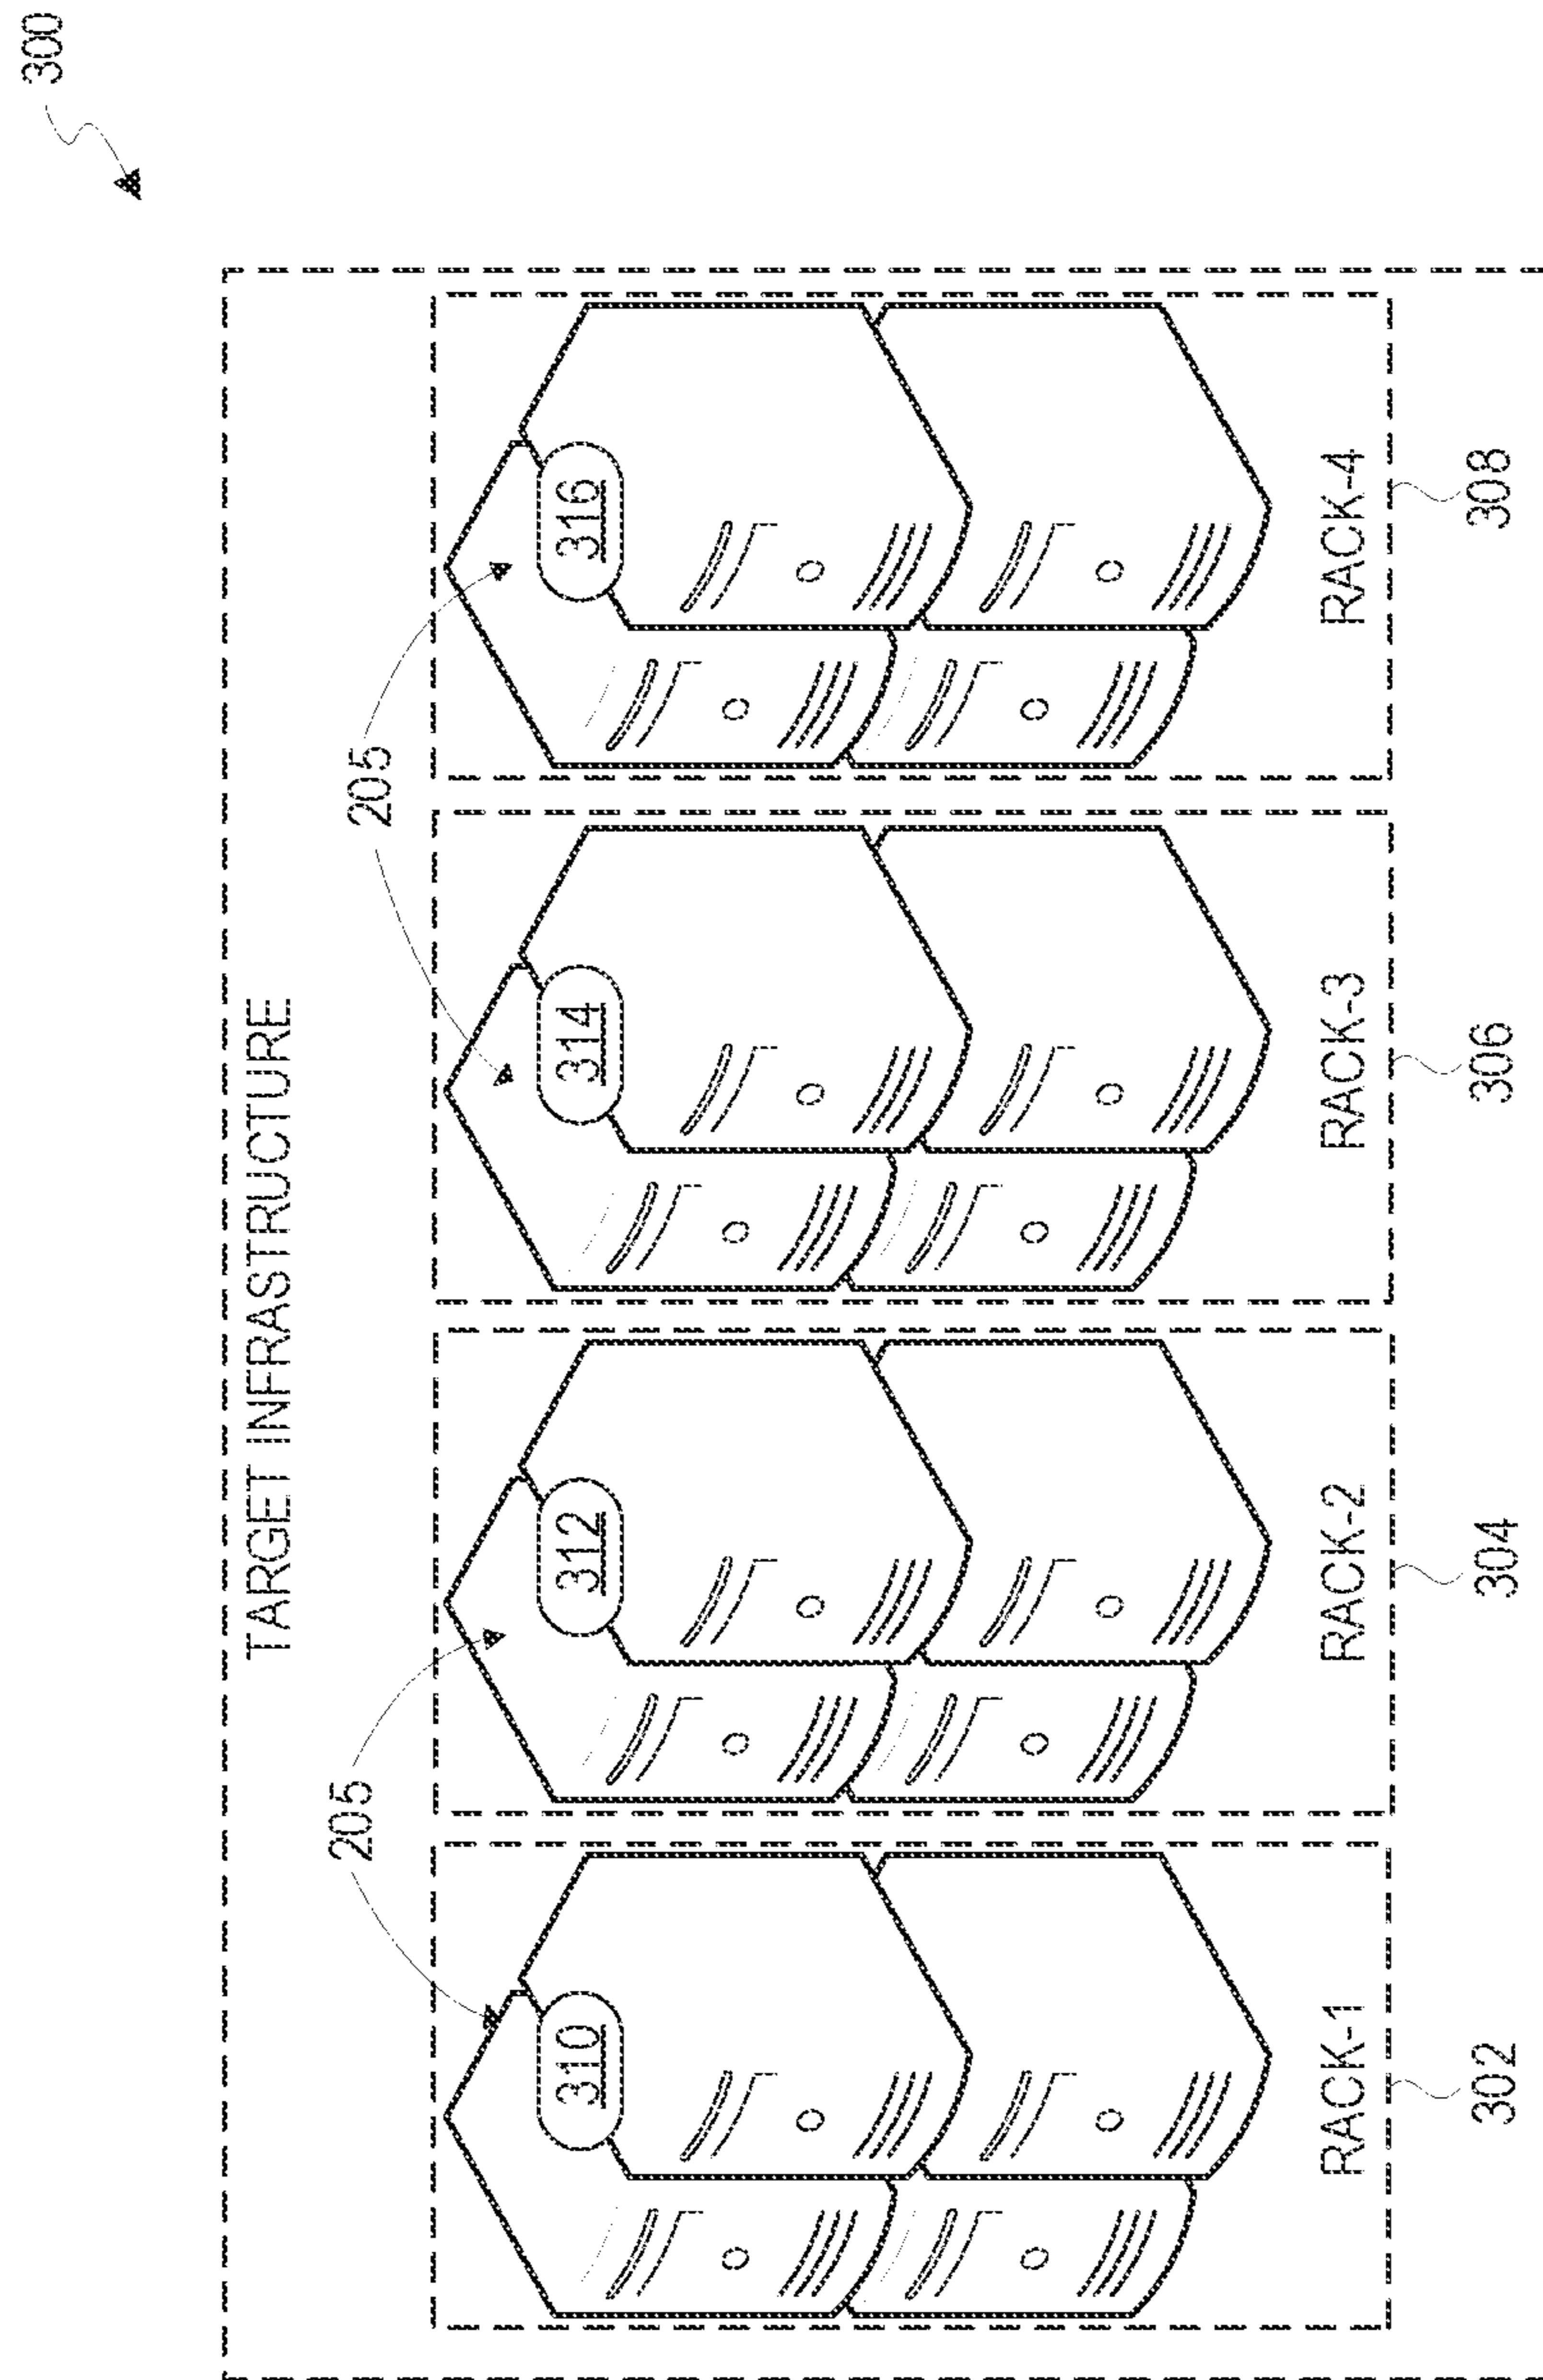 300
TARGET INFRASTRUCTURE
205
205
310
312
314
316
RACK-1
RACK-2
RACK-3
RACK-4
302
304
306
308